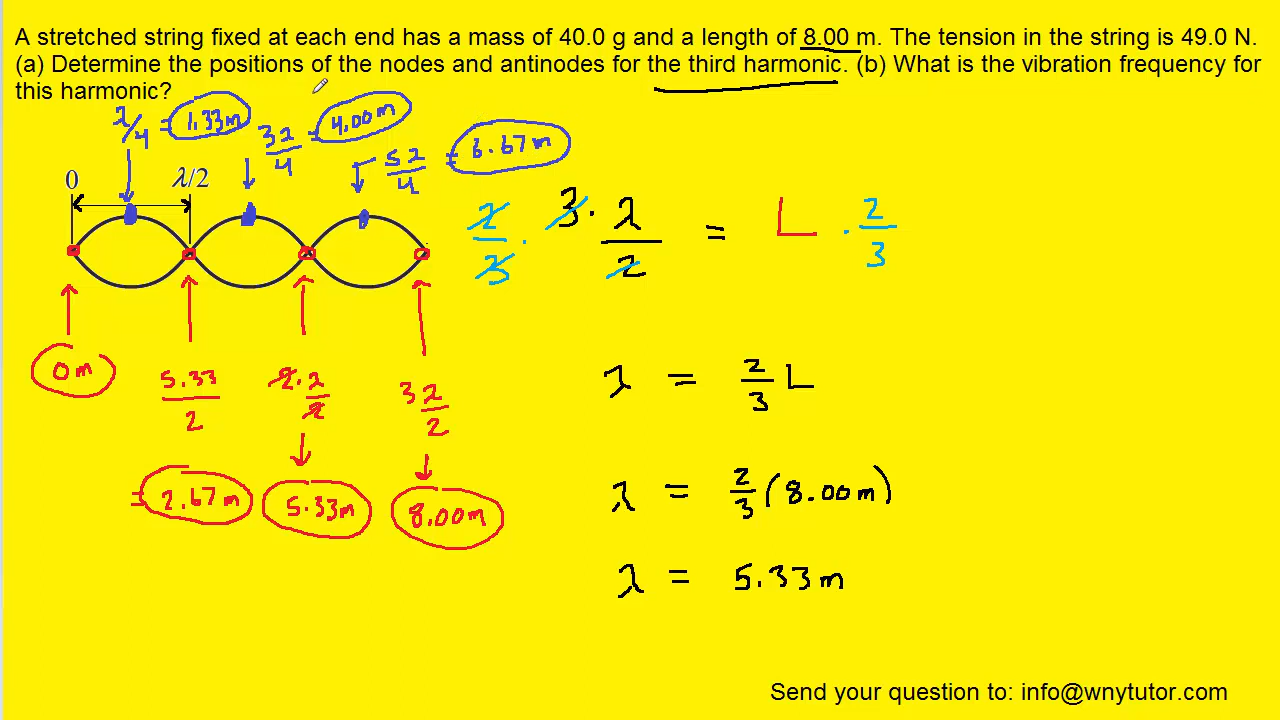 A stretched string fixed at each end has a mass of 40.0 g and a length of 8.00 m. The tension in the string is 49.0 N.
(a) Determine the positions of the nodes and antinodes for the third harmonic. (b) What is the vibration frequency for
this harmonic?
λ/4 = 1.33m
3λ/4 = 4.00m
5λ/4 = 6.67m
0 λ/2
2/3 · 3 · λ/2 = L · 2/3
0m
5.33/2
= 2.67m
2·λ/2
5.33m
3λ/2
8.00m
λ = 2/3 L
λ = 2/3 (8.00m)
λ = 5.33m
Send your question to: info@wnytutor.com